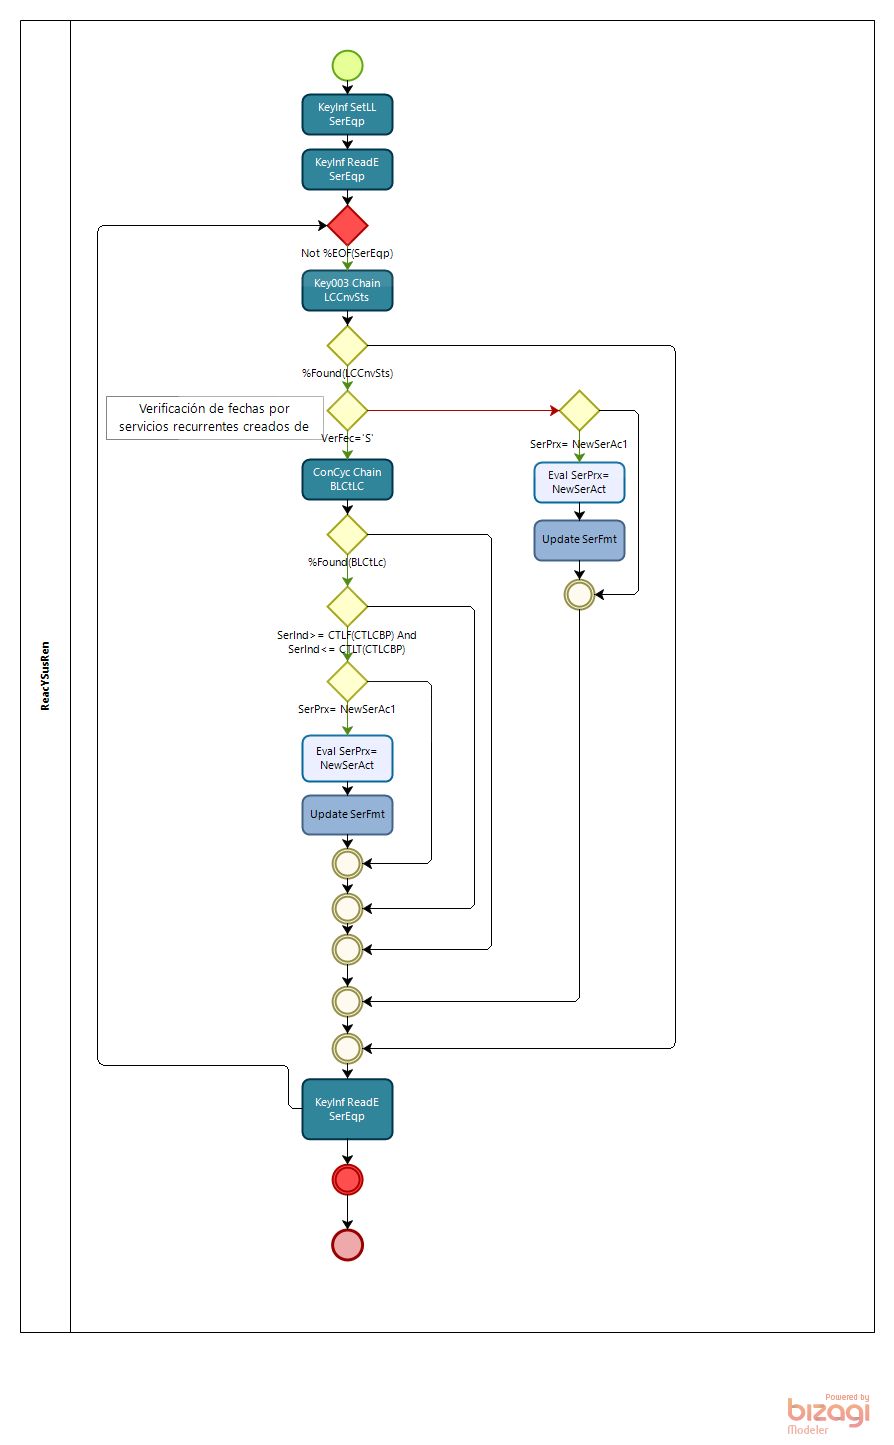 KeyInf SetLL
SerEqp
KeyInf ReadE
SerEqp
Not %EOF(SerEqp)
Key003 Chain
LCCnvSts
%Found(LCCnvSts)
Verificación de fechas por
servicios recurrentes creados de
VerFec= 'S'
SerPrx= NewSerAc1
Eval SerPrx=
NewSerAct
Update SerFmt
ConCyc Chain
BLCtLC
%Found(BLCtLc)
SerInd>= CTLF(CTLCBP) And
SerInd<= CTLT(CTLCBP)
SerPrx= NewSerAc1
Eval SerPrx=
NewSerAct
Update SerFmt
KeyInf ReadE
SerEqp
ReacYSusRen
Powered by
bizagi
Modeler